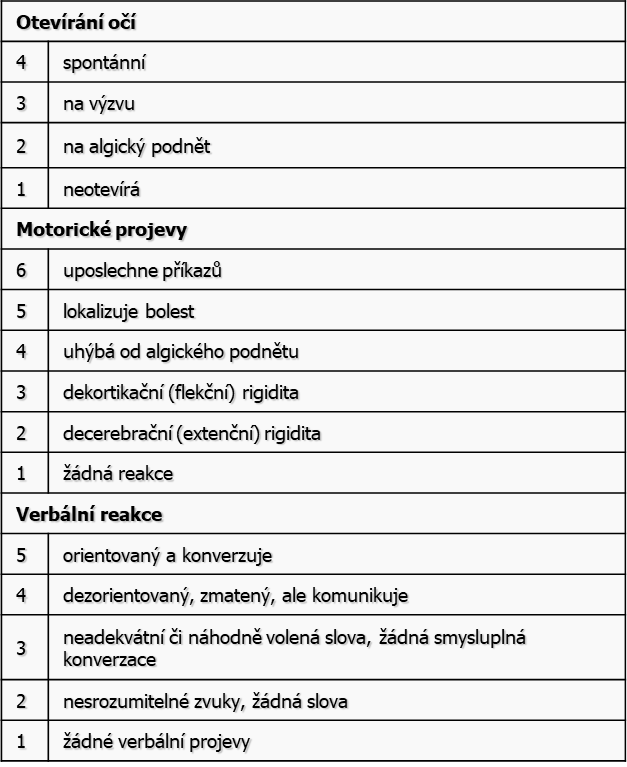 Otevírání očí
4 spontánní
3 na výzvu
2 na algický podnět
1 neotevírá
Motorické projevy
6 uposlechne příkazů
5 lokalizuje bolest
4 uhýbá od algického podnětu
3 dekortikační (flekční) rigidita
2 decerebrační (extenční) rigidita
1 žádná reakce
Verbální reakce
5 orientovaný a konverzuje
4 dezorientovaný, zmatený, ale komunikuje
3 neadekvátní či náhodně volená slova, žádná smysluplná
konverzace
2 nesrozumitelné zvuky, žádná slova
1 žádné verbální projevy